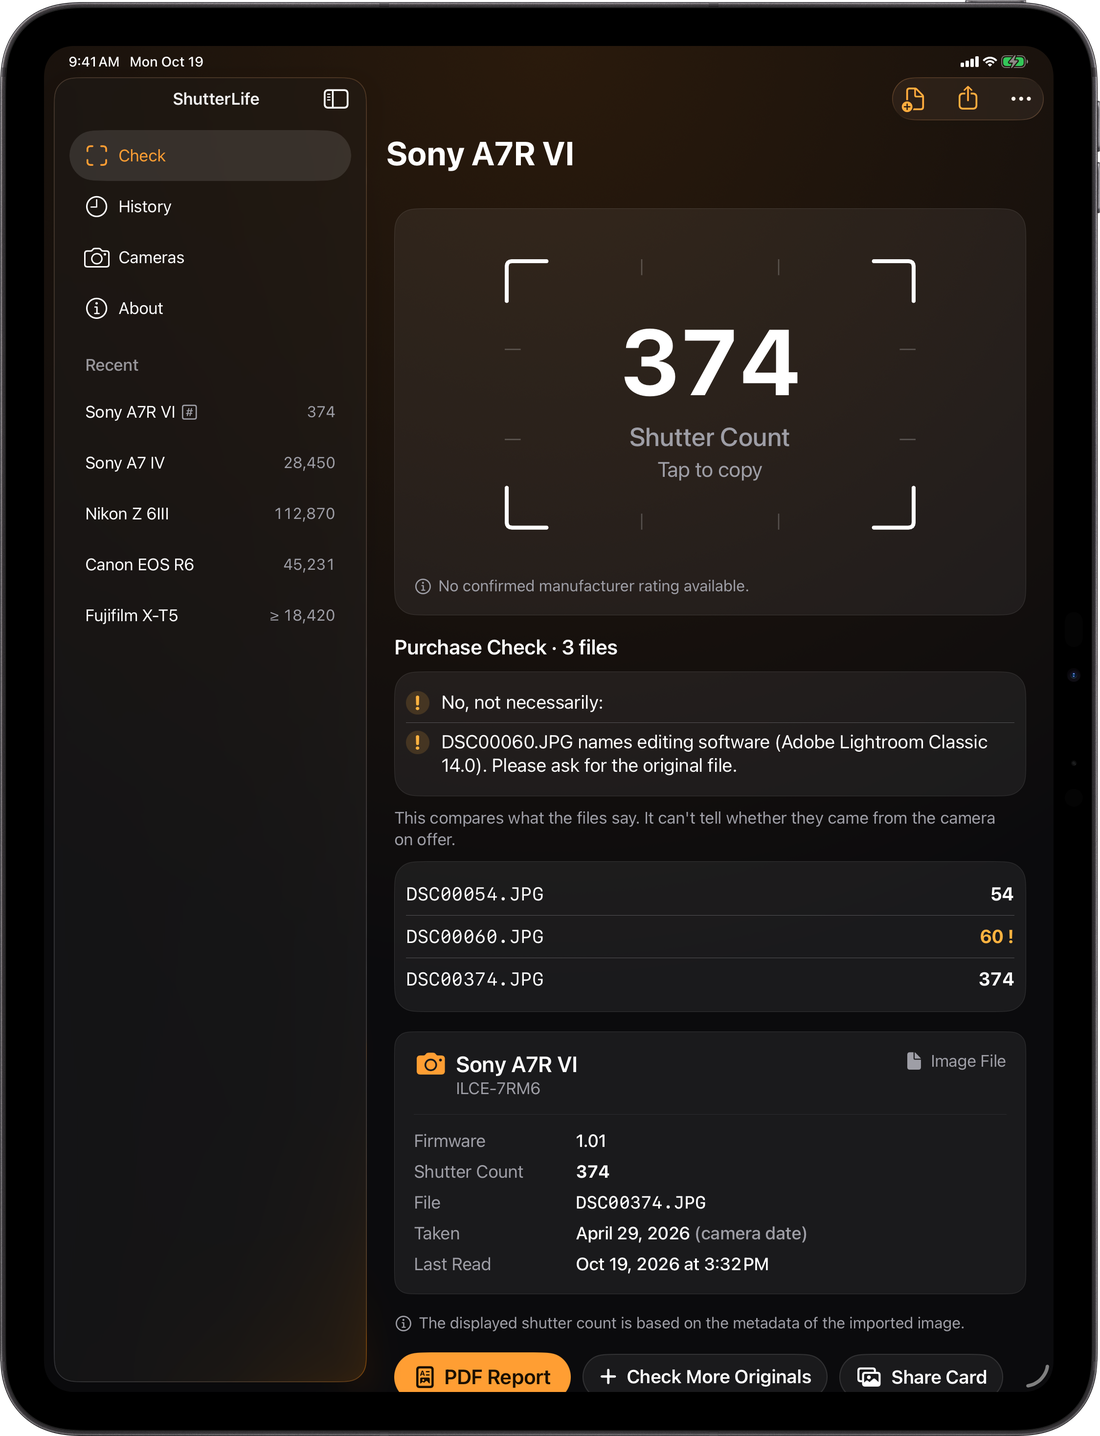 9:41 AM Mon Oct 19
ShutterLife
Check
History
Cameras
About
Recent
Sony A7R VI # 374
Sony A7 IV 28,450
Nikon Z 6III 112,870
Canon EOS R6 45,231
Fujifilm X-T5 ≥ 18,420
Sony A7R VI
374
Shutter Count
Tap to copy
No confirmed manufacturer rating available.
Purchase Check · 3 files
! No, not necessarily:
! DSC00060.JPG names editing software (Adobe Lightroom Classic
14.0). Please ask for the original file.
This compares what the files say. It can't tell whether they came from the camera
on offer.
DSC00054.JPG 54
DSC00060.JPG 60 !
DSC00374.JPG 374
Sony A7R VI
Image File
ILCE-7RM6
Firmware 1.01
Shutter Count 374
File DSC00374.JPG
Taken April 29, 2026 (camera date)
Last Read Oct 19, 2026 at 3:32 PM
The displayed shutter count is based on the metadata of the imported image.
PDF Report
+ Check More Originals
Share Card